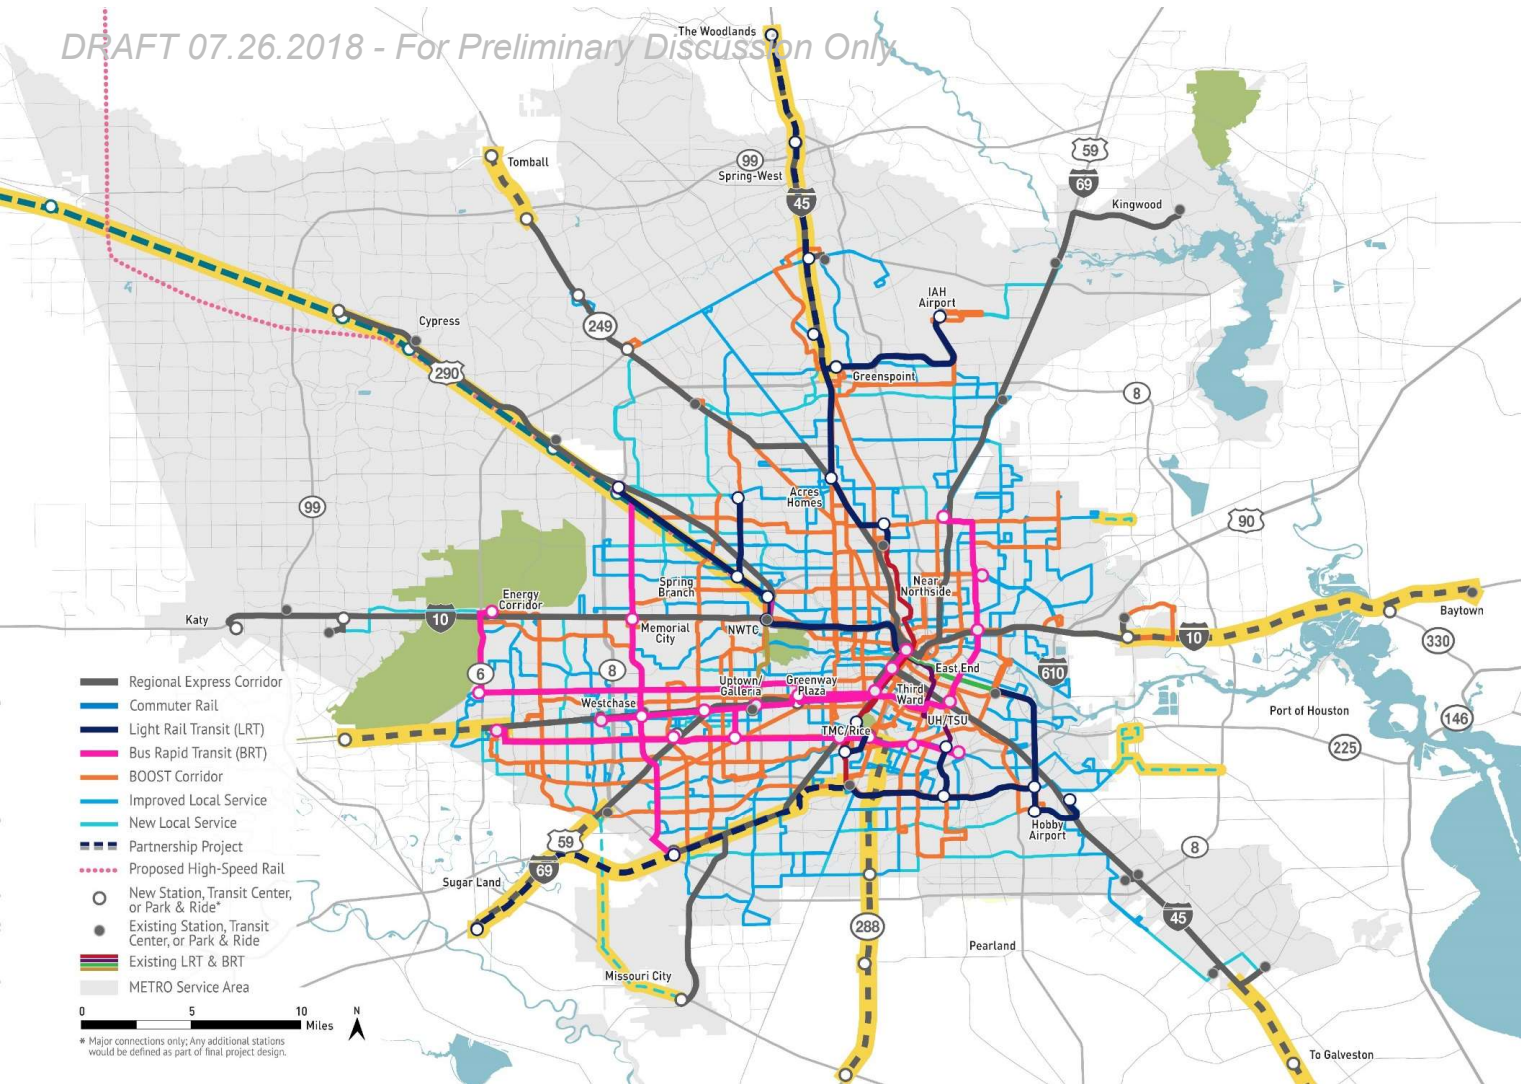 DRAFT 07.26.2018 - For Preliminary Discussion Only
The Woodlands
Tomball
99
Spring-West
59
69
Kingwood
45
IAH
Airport
Cypress
249
290
Greenspoint
8
99
Acres
Homes
90
Near
Northside
Spring
Branch
Energy
Corridor
Katy
10
Memorial
City
NWTC
10
Baytown
330
6
8
Uptown/
Galleria
Greenway
Plaza
East End
610
Third
Ward
Westchase
UH/TSU
TMC/Rice
Port of Houston
146
225
Hobby
Airport
8
59
69
Sugar Land
45
288
Pearland
Missouri City
To Galveston
Regional Express Corridor
Commuter Rail
Light Rail Transit (LRT)
Bus Rapid Transit (BRT)
BOOST Corridor
Improved Local Service
New Local Service
Partnership Project
Proposed High-Speed Rail
New Station, Transit Center,
or Park & Ride*
Existing Station, Transit
Center, or Park & Ride
Existing LRT & BRT
METRO Service Area
0 5 10
Miles
N
* Major connections only; Any additional stations
would be defined as part of final project design.